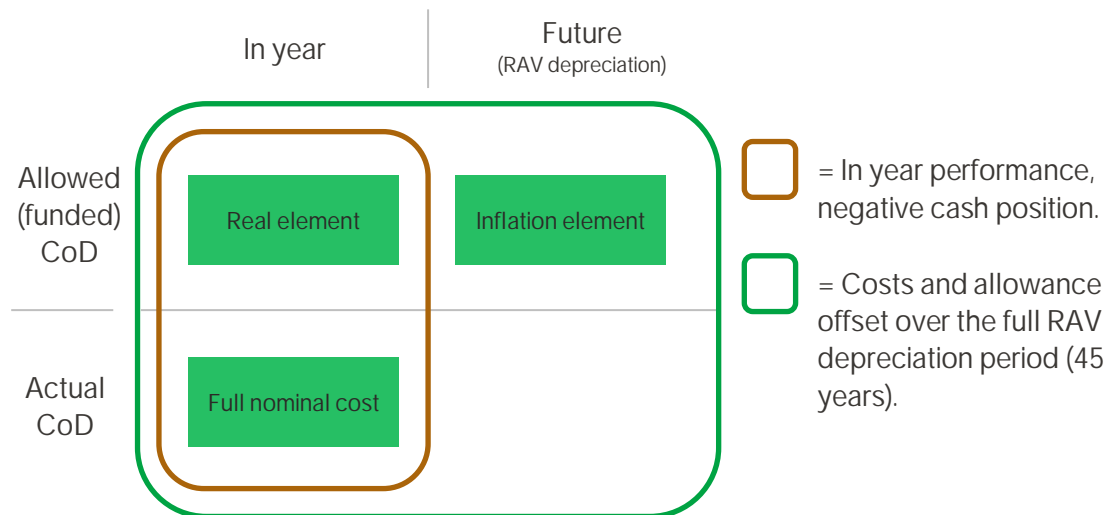 In year
Future
(RAV depreciation)
Allowed
(funded)
CoD
Real element
Inflation element
Actual
CoD
Full nominal cost
= In year performance,
negative cash position.
= Costs and allowance
offset over the full RAV
depreciation period (45
years).